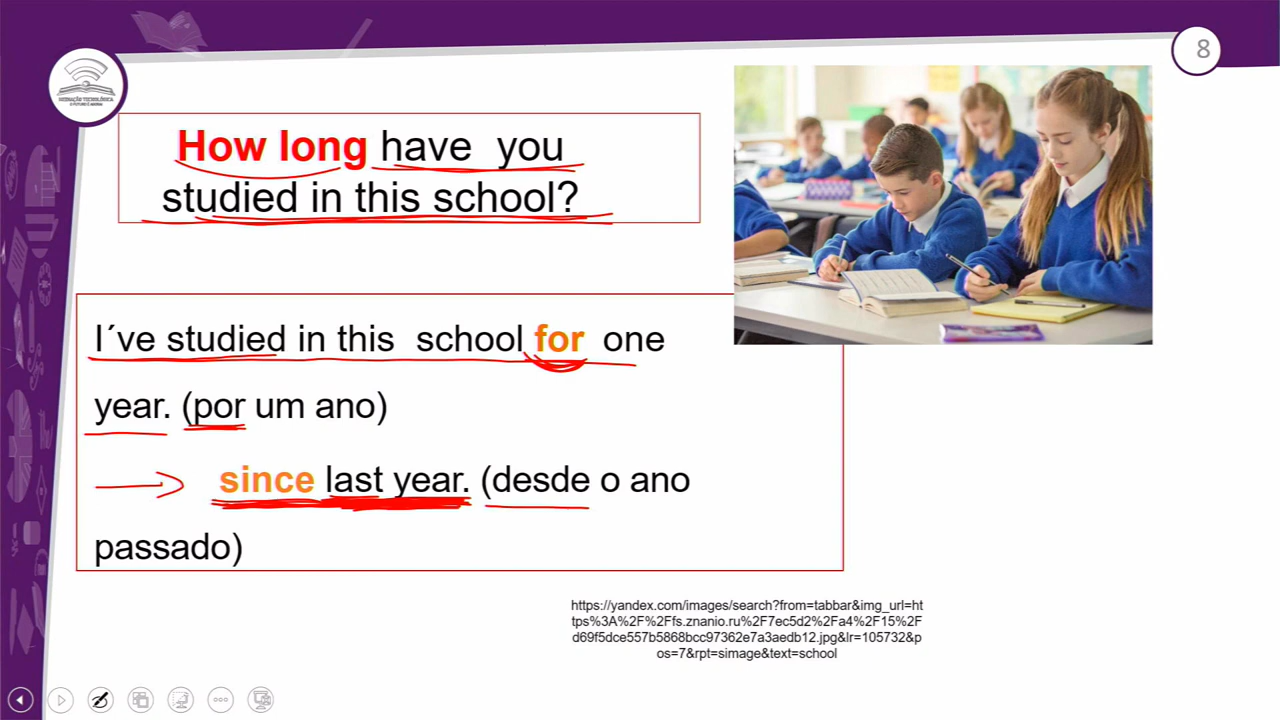 8
MEDIAÇÃO TECNOLÓGICA
How long have you
studied in this school?
I´ve studied in this school for one
year. (por um ano)
since last year. (desde o ano
passado)
https://yandex.com/images/search?from=tabbar&img_url=ht
tps%3A%2F%2Ffs.znanio.ru%2F7ec5d2%2Fa4%2F15%2F
d69f5dce557b5868bcc97362e7a3aedb12.jpg&lr=105732&p
os=7&rpt=simage&text=school